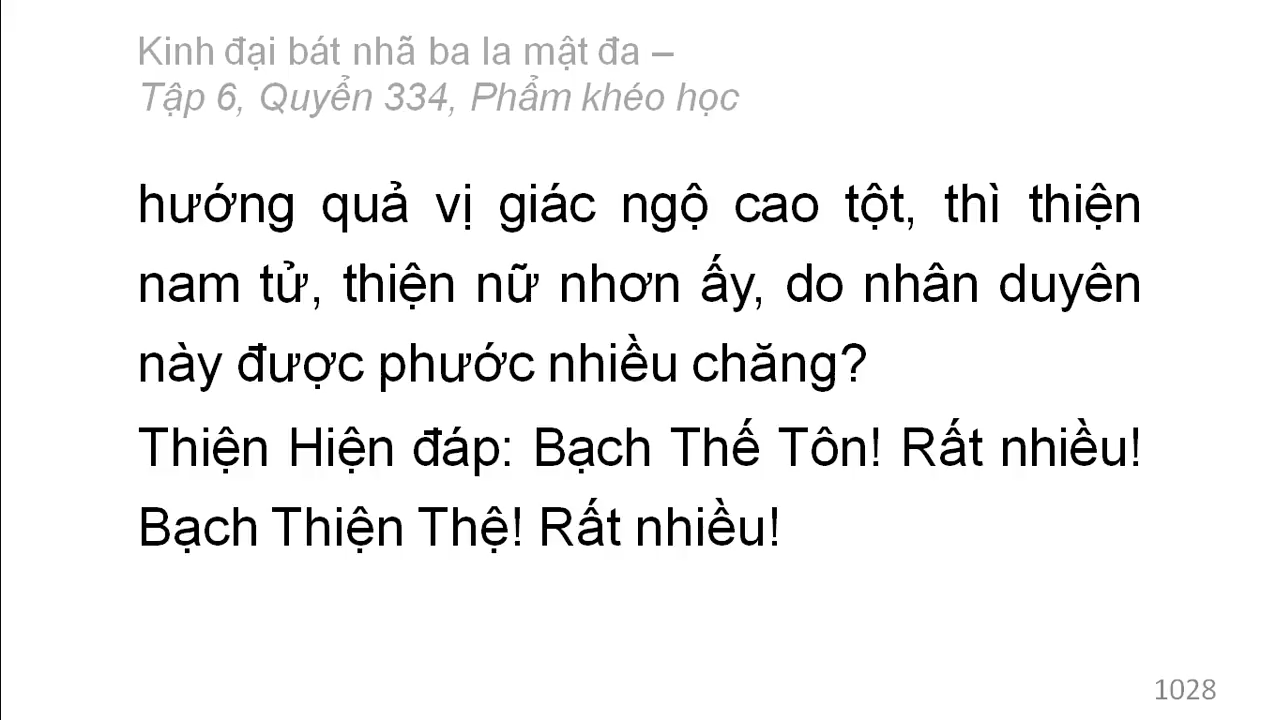 Kinh đại bát nhã ba la mật đa –
Tập 6, Quyển 334, Phẩm khéo học
hướng quả vị giác ngộ cao tột, thì thiện
nam tử, thiện nữ nhơn ấy, do nhân duyên
này được phước nhiều chăng?
Thiện Hiện đáp: Bạch Thế Tôn! Rất nhiều!
Bạch Thiện Thệ! Rất nhiều!
1028